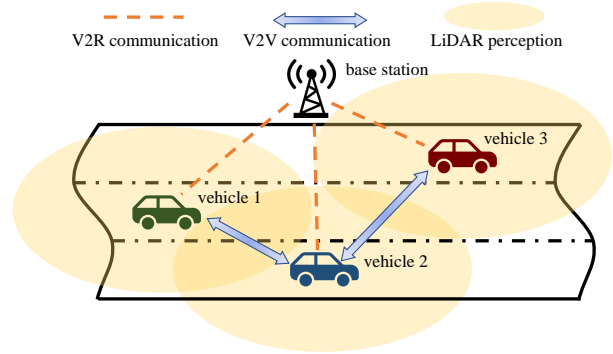 V2R communication
V2V communication
LiDAR perception
base station
vehicle 3
vehicle 1
vehicle 2